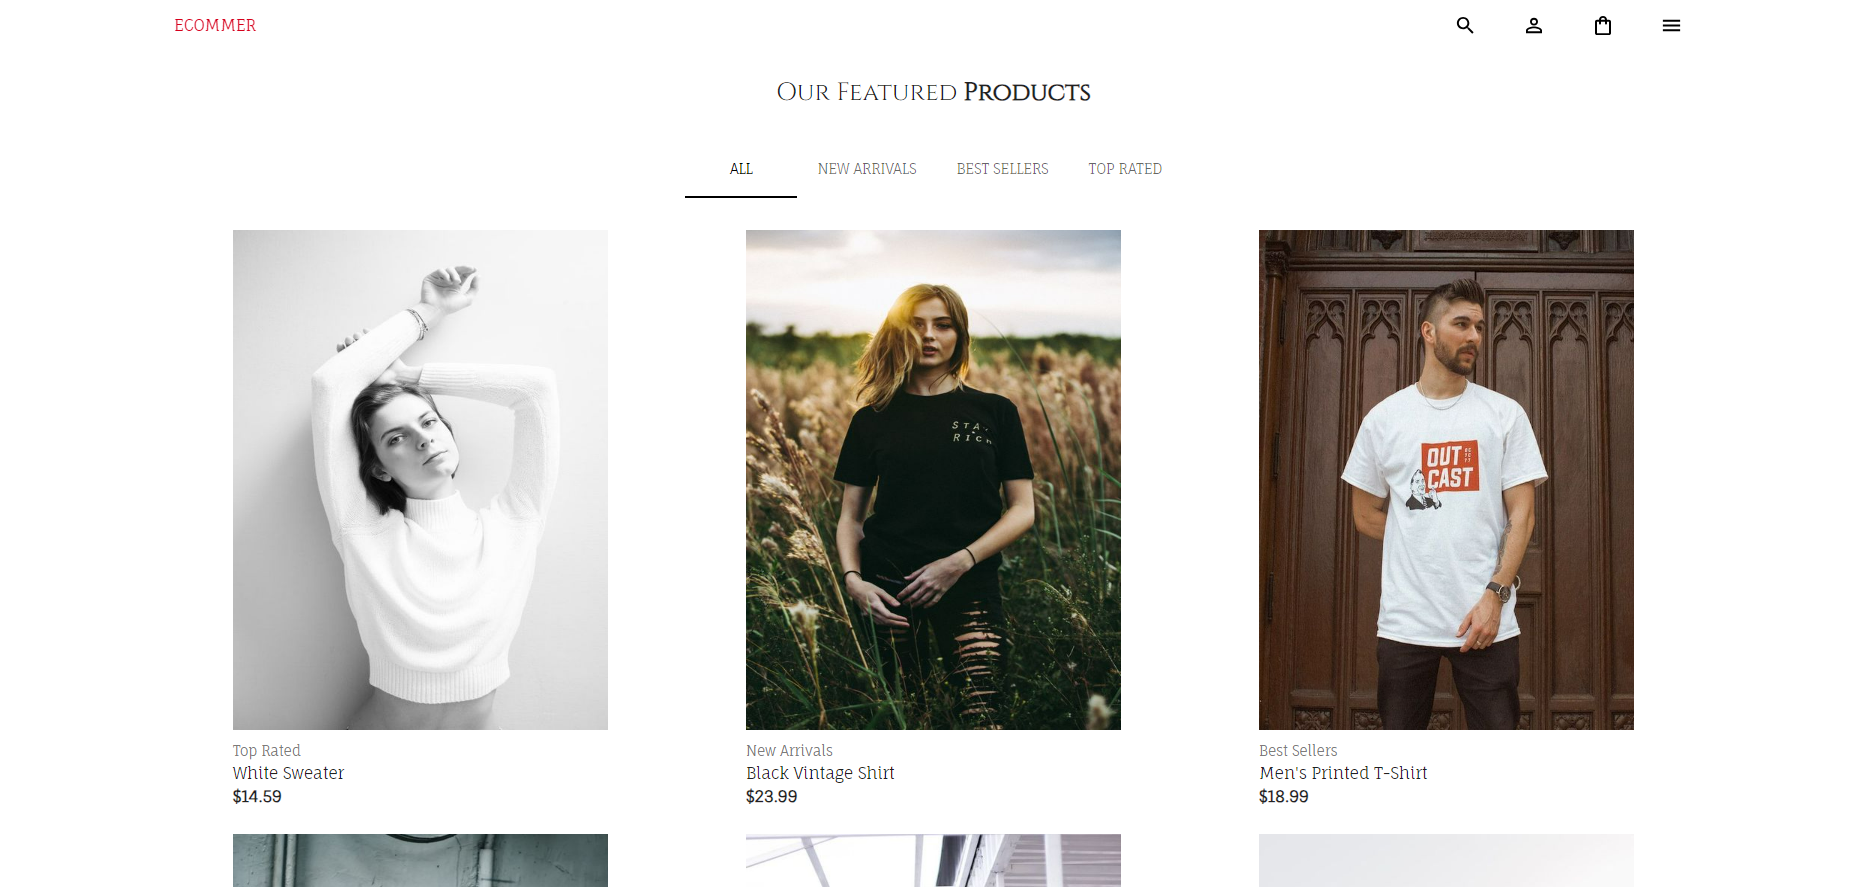 ECOMMER
Our Featured Products
ALL NEW ARRIVALS BEST SELLERS TOP RATED
STAY
RICH
OUT
CAST
Top Rated
White Sweater
$14.59
New Arrivals
Black Vintage Shirt
$23.99
Best Sellers
Men's Printed T-Shirt
$18.99